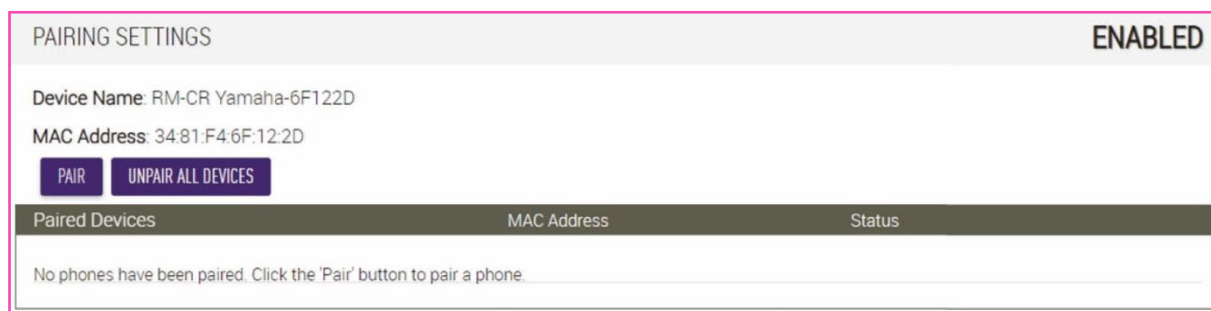 PAIRING SETTINGS ENABLED
Device Name: RM-CR Yamaha-6F122D
MAC Address: 34:81:F4:6F:12:2D
PAIR UNPAIR ALL DEVICES
Paired Devices MAC Address Status
No phones have been paired. Click the 'Pair' button to pair a phone.